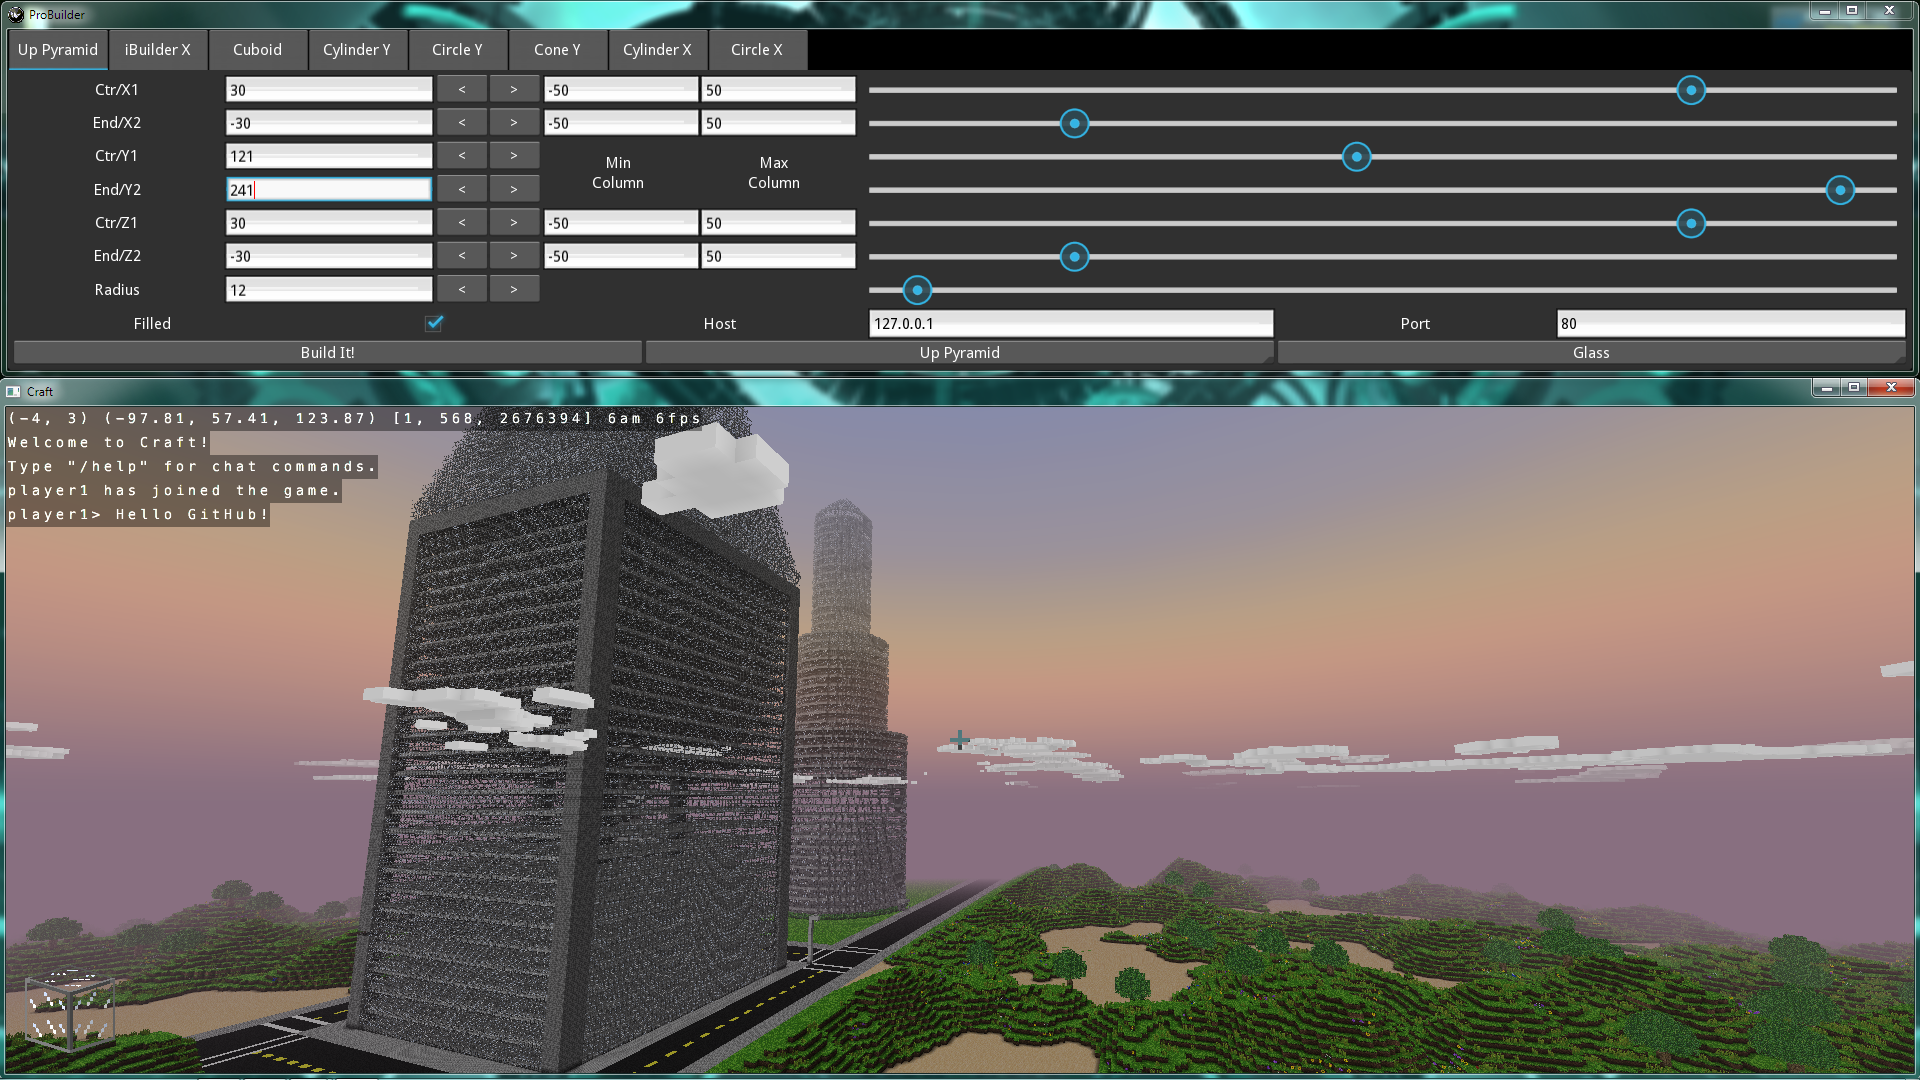 ProBuilder
Up Pyramid iBuilder X Cuboid Cylinder Y Circle Y Cone Y Cylinder X Circle X
Ctr/X1 30 < > -50 50
End/X2 -30 < > -50 50
Ctr/Y1 121 < >
Min Column Max Column
End/Y2 241 < >
Ctr/Z1 30 < > -50 50
End/Z2 -30 < > -50 50
Radius 12 < >
Filled Host 127.0.0.1 Port 80
Build It! Up Pyramid Glass
Craft
(-4, 3) (-97.81, 57.41, 123.87) [1, 568, 2676394] 6am 6fps
Welcome to Craft!
Type "/help" for chat commands.
player1 has joined the game.
player1> Hello GitHub!